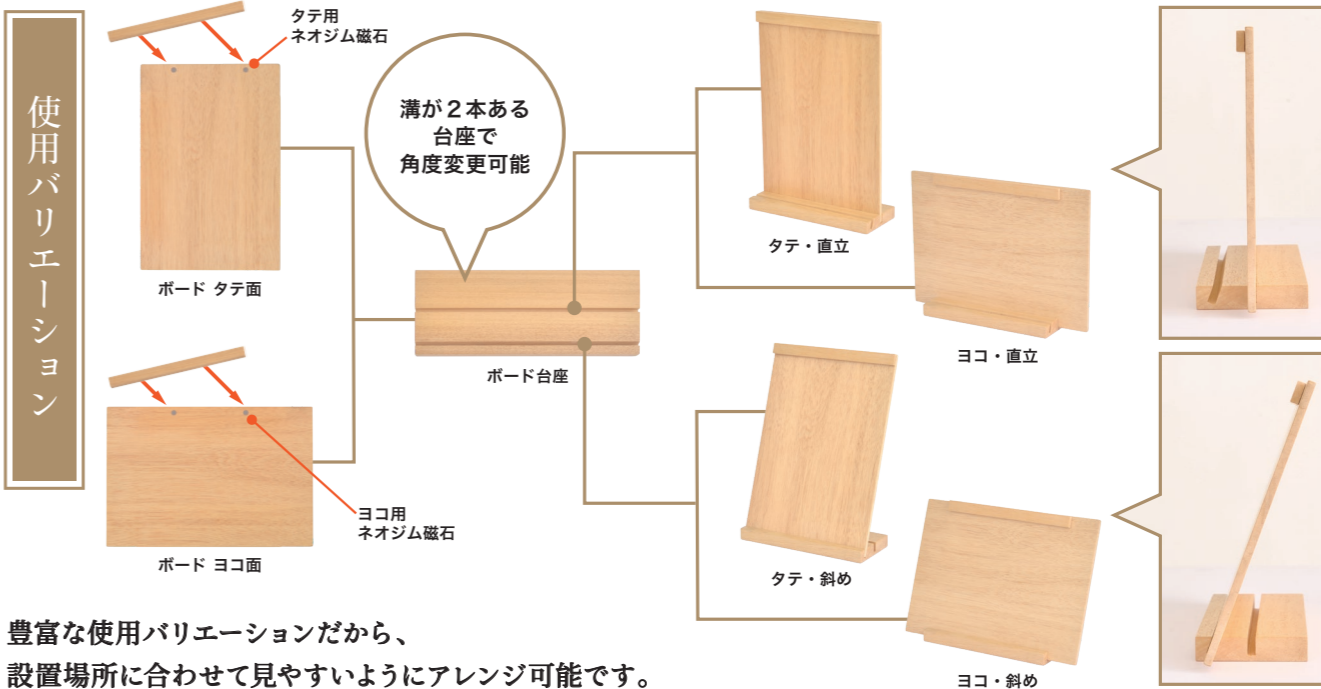 使用バリエーション
タテ用
ネオジム磁石
ボード タテ面
溝が2本ある
台座で
角度変更可能
ボード台座
ヨコ用
ネオジム磁石
ボード ヨコ面
タテ・直立
ヨコ・直立
タテ・斜め
ヨコ・斜め
豊富な使用バリエーションだから、
設置場所に合わせて見やすいようにアレンジ可能です。